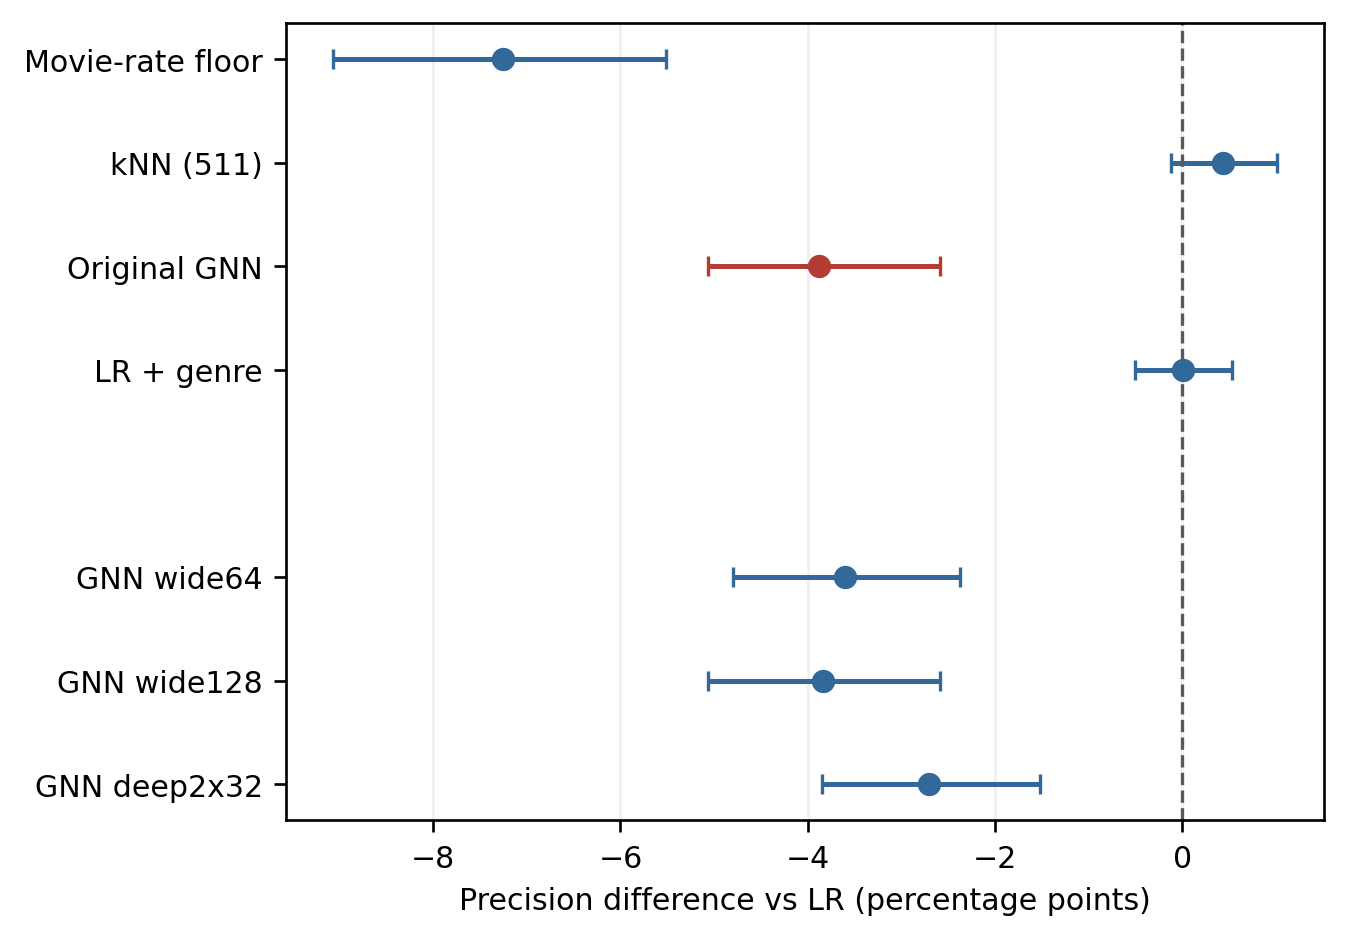 Movie-rate floor
kNN (511)
Original GNN
LR + genre
GNN wide64
GNN wide128
GNN deep2x32
−8 −6 −4 −2 0
Precision difference vs LR (percentage points)